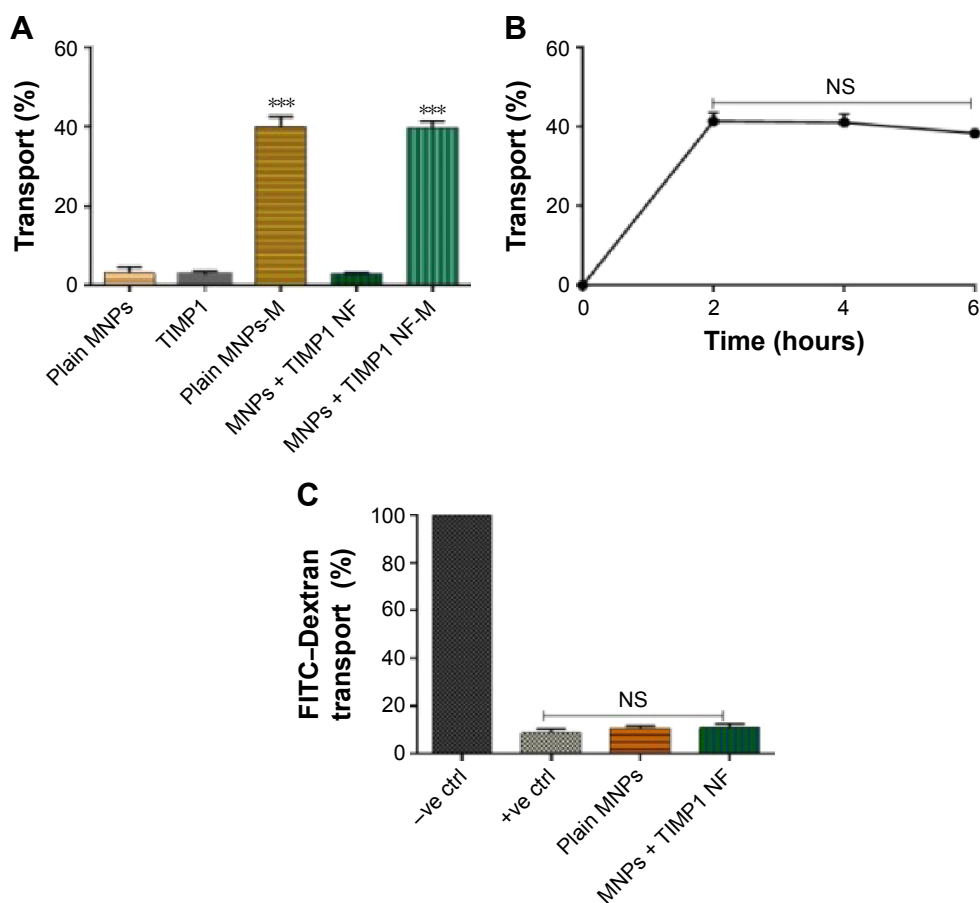 A
Transport (%)
60
40
20
0
***
***
Plain MNPs
TIMP1
Plain MNPs-M
MNPs + TIMP1 NF
MNPs + TIMP1 NF-M
B
Transport (%)
60
40
20
0
NS
0
2
4
6
Time (hours)
C
FITC–Dextran
transport (%)
100
80
60
40
20
0
NS
–ve ctrl
+ve ctrl
Plain MNPs
MNPs + TIMP1 NF